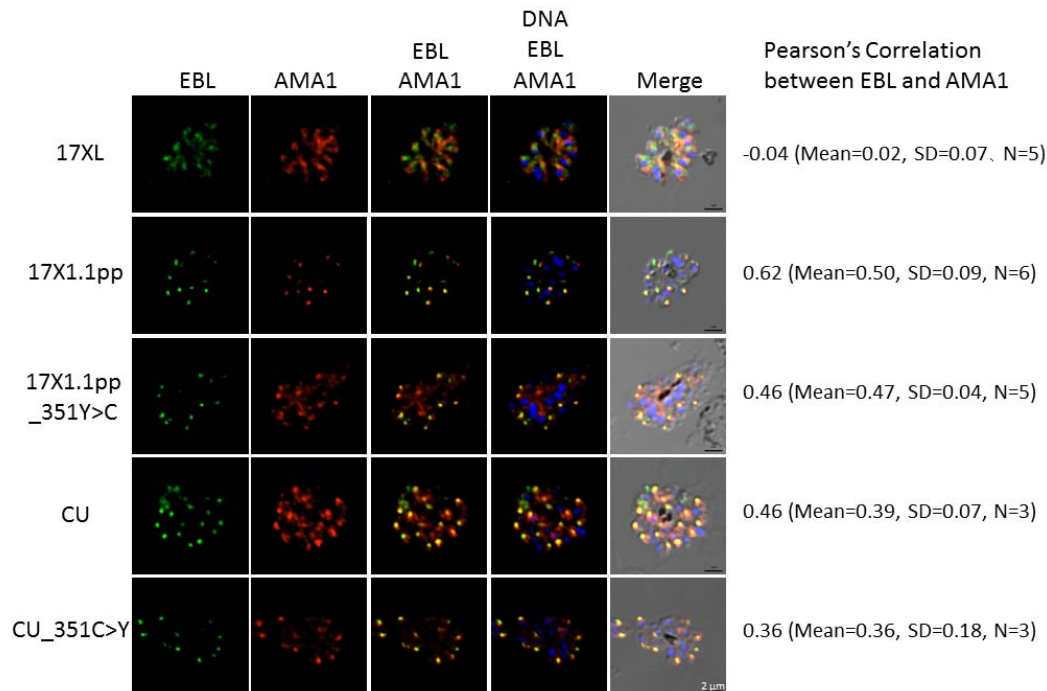 DNA
EBL EBL Pearson's Correlation
EBL AMA1 AMA1 AMA1 Merge between EBL and AMA1
17XL -0.04 (Mean=0.02, SD=0.07、N=5)
17X1.1pp 0.62 (Mean=0.50, SD=0.09, N=6)
17X1.1pp
_351Y>C 0.46 (Mean=0.47, SD=0.04, N=5)
CU 0.46 (Mean=0.39, SD=0.07, N=3)
CU_351C>Y 0.36 (Mean=0.36, SD=0.18, N=3)
2 μm